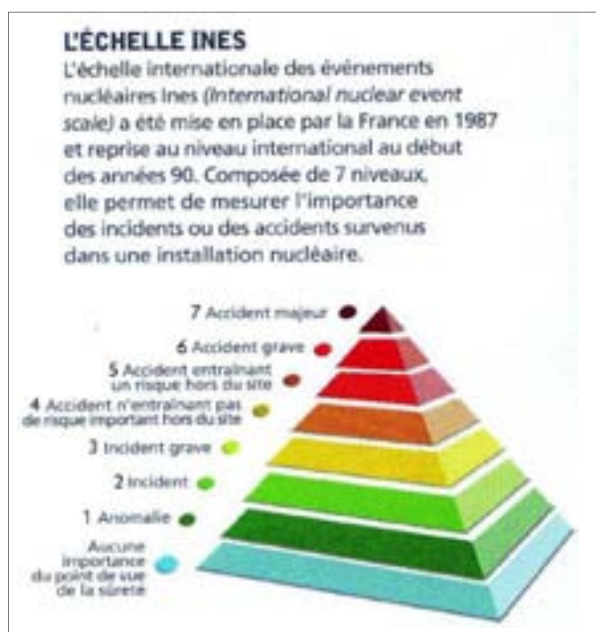 L'ÉCHELLE INES
L'échelle internationale des événements
nucléaires Ines (International nuclear event
scale) a été mise en place par la France en 1987
et reprise au niveau international au début
des années 90. Composée de 7 niveaux,
elle permet de mesurer l'importance
des incidents ou des accidents survenus
dans une installation nucléaire.
7 Accident majeur
6 Accident grave
5 Accident entraînant
un risque hors du site
4 Accident n'entraînant pas
de risque important hors du site
3 Incident grave
2 Incident
1 Anomalie
Aucune
importance
du point de vue
de la sûreté